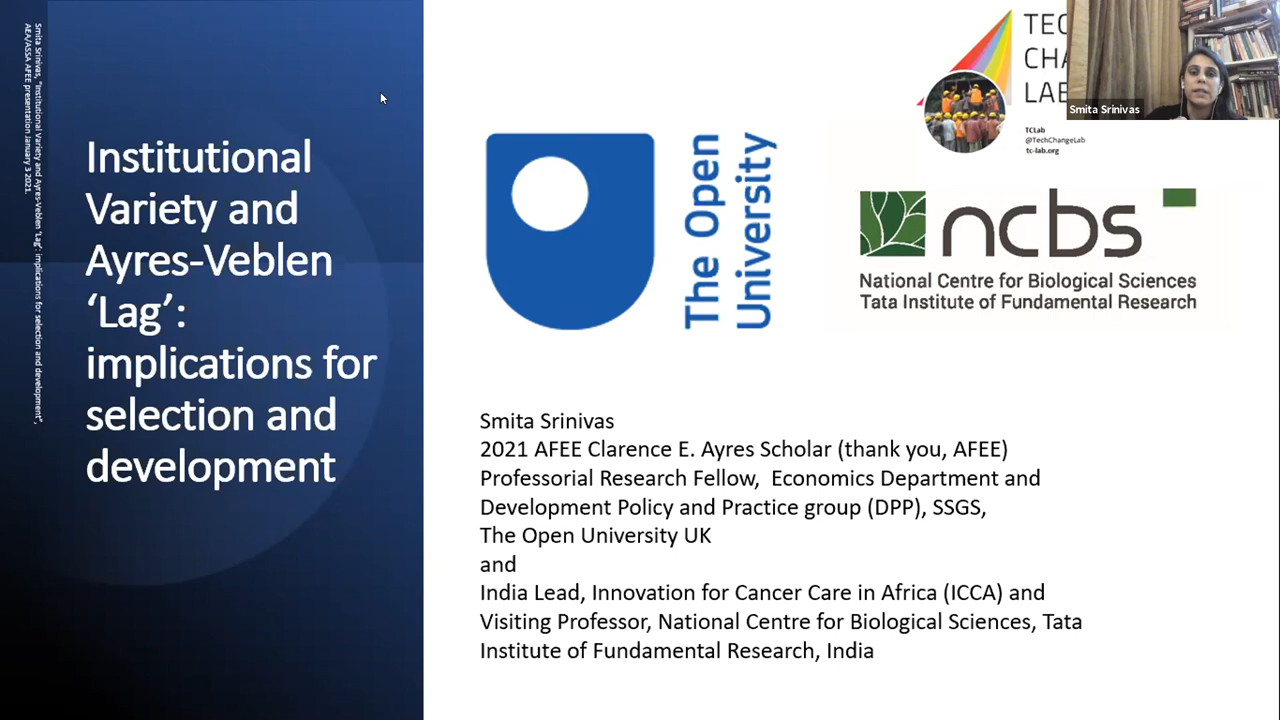 Smita Srinivas, "Institutional Variety and Ayres-Veblen 'Lag': implications for selection and development",
AEA/ASSA AFEE presentation January 3 2021.
Institutional
Variety and
Ayres-Veblen
‘Lag’:
implications for
selection and
development
The Open
University
TEC
CHA
LAB
TCLab
@TechChangeLab
tc-lab.org
Smita Srinivas
ncbs
National Centre for Biological Sciences
Tata Institute of Fundamental Research
Smita Srinivas
2021 AFEE Clarence E. Ayres Scholar (thank you, AFEE)
Professorial Research Fellow, Economics Department and
Development Policy and Practice group (DPP), SSGS,
The Open University UK
and
India Lead, Innovation for Cancer Care in Africa (ICCA) and
Visiting Professor, National Centre for Biological Sciences, Tata
Institute of Fundamental Research, India